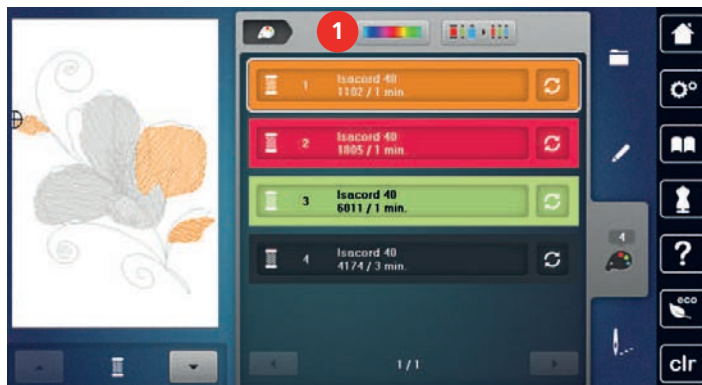 1
1
Isacord 40
1102 / 1 min.
2
Isacord 40
1805 / 1 min.
3
Isacord 40
6011 / 1 min.
4
Isacord 40
4174 / 3 min.
1 / 1
4
?
eco
clr